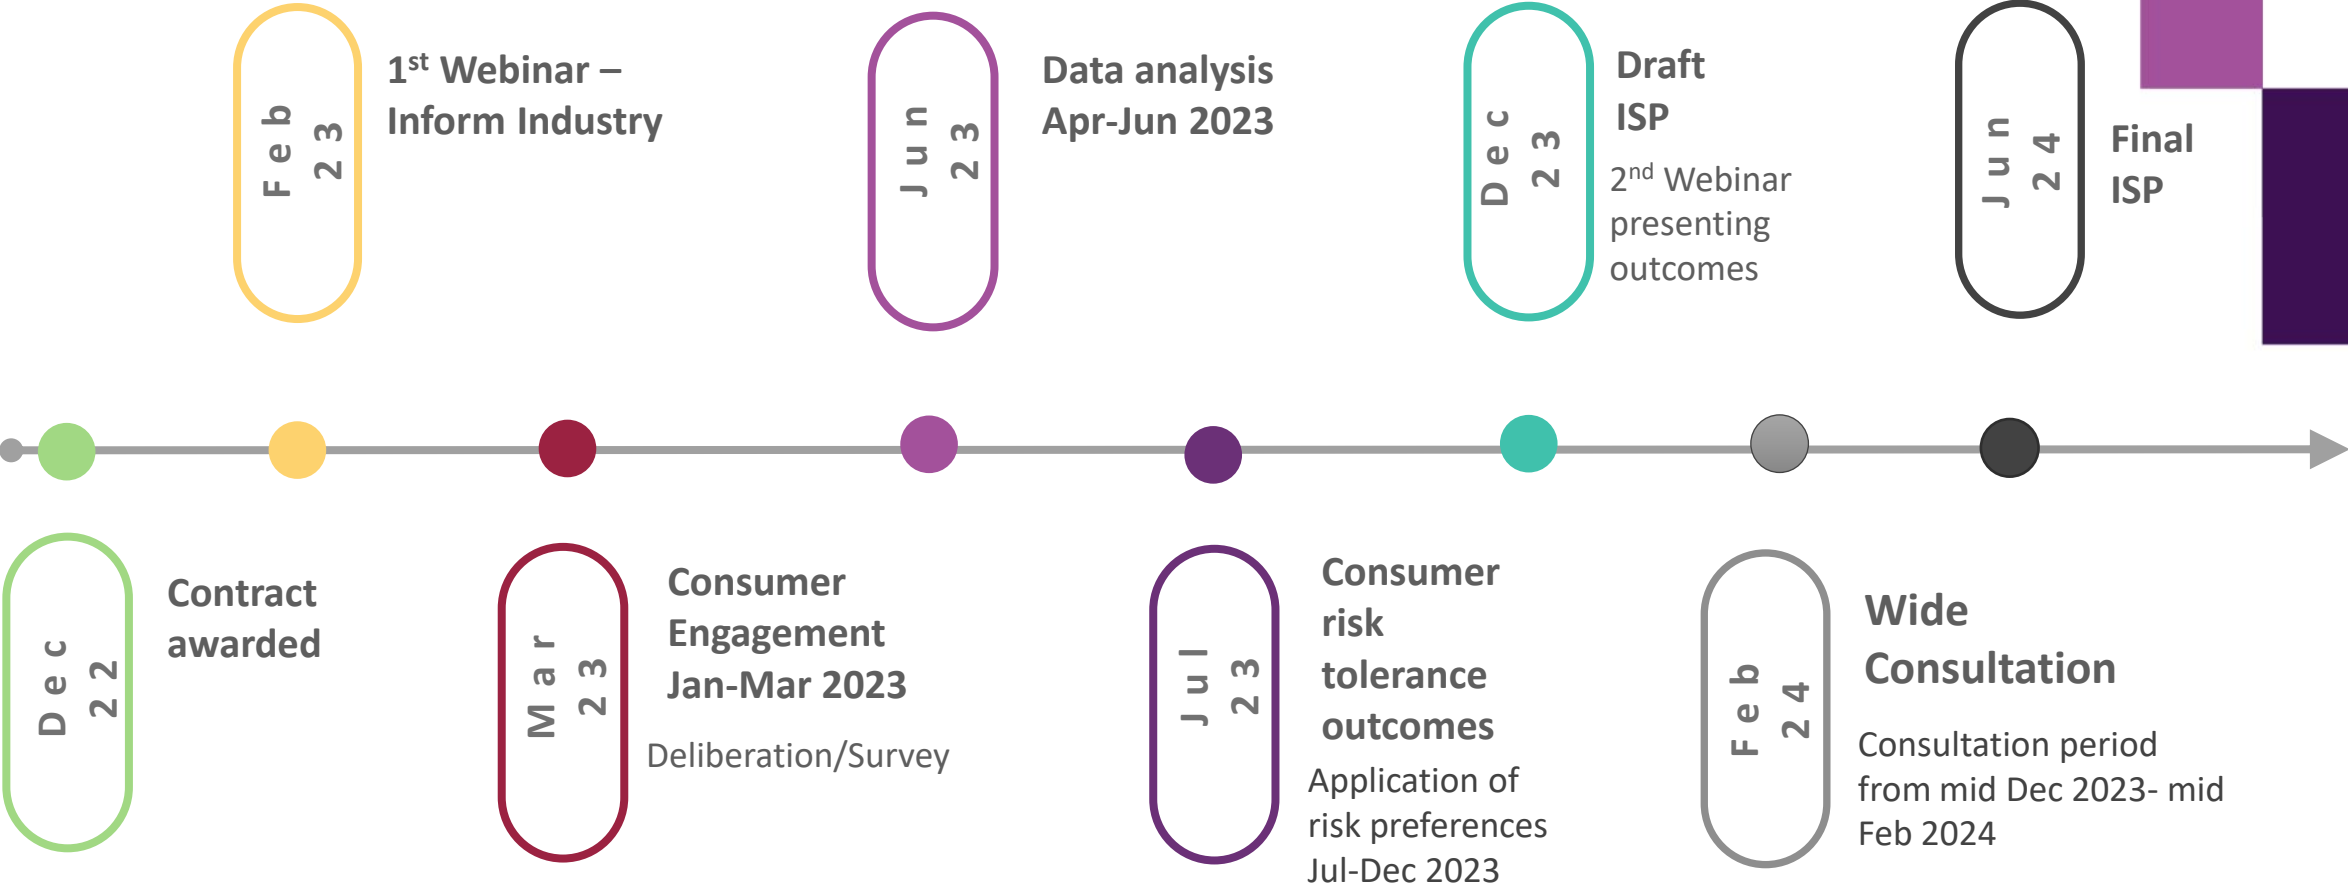 Feb
23
1st Webinar –
Inform Industry
Jun
23
Data analysis
Apr-Jun 2023
Dec
23
Draft
ISP
2nd Webinar
presenting
outcomes
Jun
24
Final
ISP
Dec
22
Contract
awarded
Mar
23
Consumer
Engagement
Jan-Mar 2023
Deliberation/Survey
Jul
23
Consumer
risk
tolerance
outcomes
Application of
risk preferences
Jul-Dec 2023
Feb
24
Wide
Consultation
Consultation period
from mid Dec 2023- mid
Feb 2024